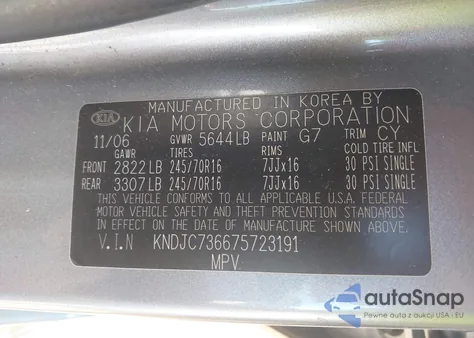 MANUFACTURED IN KOREA BY
KIA KIA MOTORS CORPORATION
11/06 GVWR 5644LB PAINT G7 TRIM CY
GAWR TIRES RIMS COLD TIRE INFL
FRONT 2822LB 245/70R16 7JJx16 30 PSI SINGLE
REAR 3307LB 245/70R16 7JJx16 30 PSI SINGLE
THIS VEHICLE CONFORMS TO ALL APPLICABLE U.S.A. FEDERAL
MOTOR VEHICLE SAFETY AND THEFT PREVENTION STANDARDS
IN EFFECT ON THE DATE OF MANUFACTURE SHOWN ABOVE.
V.I.N KNDJC736675723191
MPV
autoSnap
Pewne auta z aukcji USA i EU